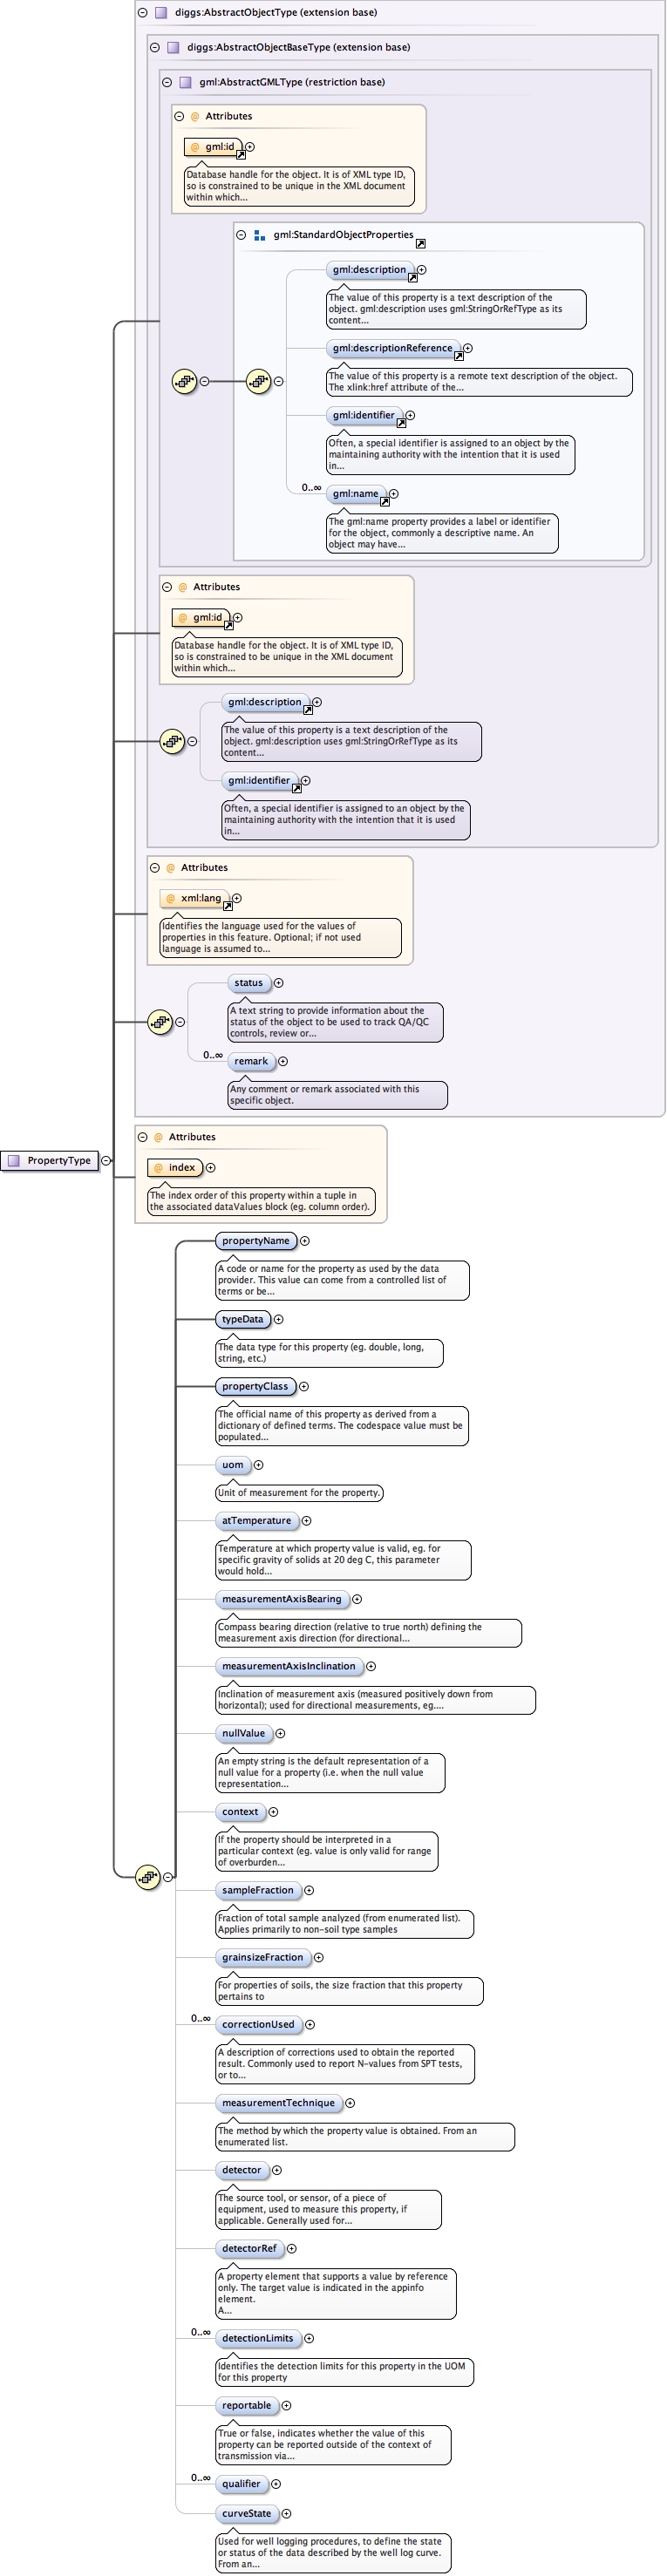 diggs:AbstractObjectType (extension base)
diggs:AbstractObjectBaseType (extension base)
gml:AbstractGMLType (restriction base)
@ Attributes
@ gml:id
Database handle for the object. It is of XML type ID,
so is constrained to be unique in the XML document
within which...
gml:StandardObjectProperties
gml:description
The value of this property is a text description of the
object. gml:description uses gml:StringOrRefType as its
content...
gml:descriptionReference
The value of this property is a remote text description of the object.
The xlink:href attribute of the...
gml:identifier
Often, a special identifier is assigned to an object by the
maintaining authority with the intention that it is used
in...
0..∞
gml:name
The gml:name property provides a label or identifier
for the object, commonly a descriptive name. An
object may have...
@ Attributes
@ gml:id
Database handle for the object. It is of XML type ID,
so is constrained to be unique in the XML document
within which...
gml:description
The value of this property is a text description of the
object. gml:description uses gml:StringOrRefType as its
content...
gml:identifier
Often, a special identifier is assigned to an object by the
maintaining authority with the intention that it is used
in...
@ Attributes
@ xml:lang
Identifies the language used for the values of
properties in this feature. Optional; if not used
language is assumed to...
status
A text string to provide information about the
status of the object to be used to track QA/QC
controls, review or...
0..∞
remark
Any comment or remark associated with this
specific object.
PropertyType
@ Attributes
@ index
The index order of this property within a tuple in
the associated dataValues block (eg. column order).
propertyName
A code or name for the property as used by the data
provider. This value can come from a controlled list of
terms or be...
typeData
The data type for this property (eg. double, long,
string, etc.)
propertyClass
The official name of this property as derived from a
dictionary of defined terms. The codespace value must be
populated...
uom
Unit of measurement for the property.
atTemperature
Temperature at which property value is valid, eg. for
specific gravity of solids at 20 deg C, this parameter
would hold...
measurementAxisBearing
Compass bearing direction (relative to true north) defining the
measurement axis direction (for directional...
measurementAxisInclination
Inclination of measurement axis (measured positively down from
horizontal); used for directional measurements, eg....
nullValue
An empty string is the default representation of a
null value for a property (i.e. when the null value
representation...
context
If the property should be interpreted in a
particular context (eg. value is only valid for range
of overburden...
sampleFraction
Fraction of total sample analyzed (from enumerated list).
Applies primarily to non-soil type samples
grainsizeFraction
For properties of soils, the size fraction that this property
pertains to
0..∞
correctionUsed
A description of corrections used to obtain the reported
result. Commonly used to report N-values from SPT tests,
or to...
measurementTechnique
The method by which the property value is obtained. From an
enumerated list.
detector
The source tool, or sensor, of a piece of
equipment, used to measure this property, if
applicable. Generally used for...
detectorRef
A property element that supports a value by reference
only. The target value is indicated in the appinfo
element.
A...
0..∞
detectionLimits
Identifies the detection limits for this property in the UOM
for this property
reportable
True or false, indicates whether the value of this
property can be reported outside of the context of
transmission via...
0..∞
qualifier
curveState
Used for well logging procedures, to define the state
or status of the data described by the well log curve.
From an...